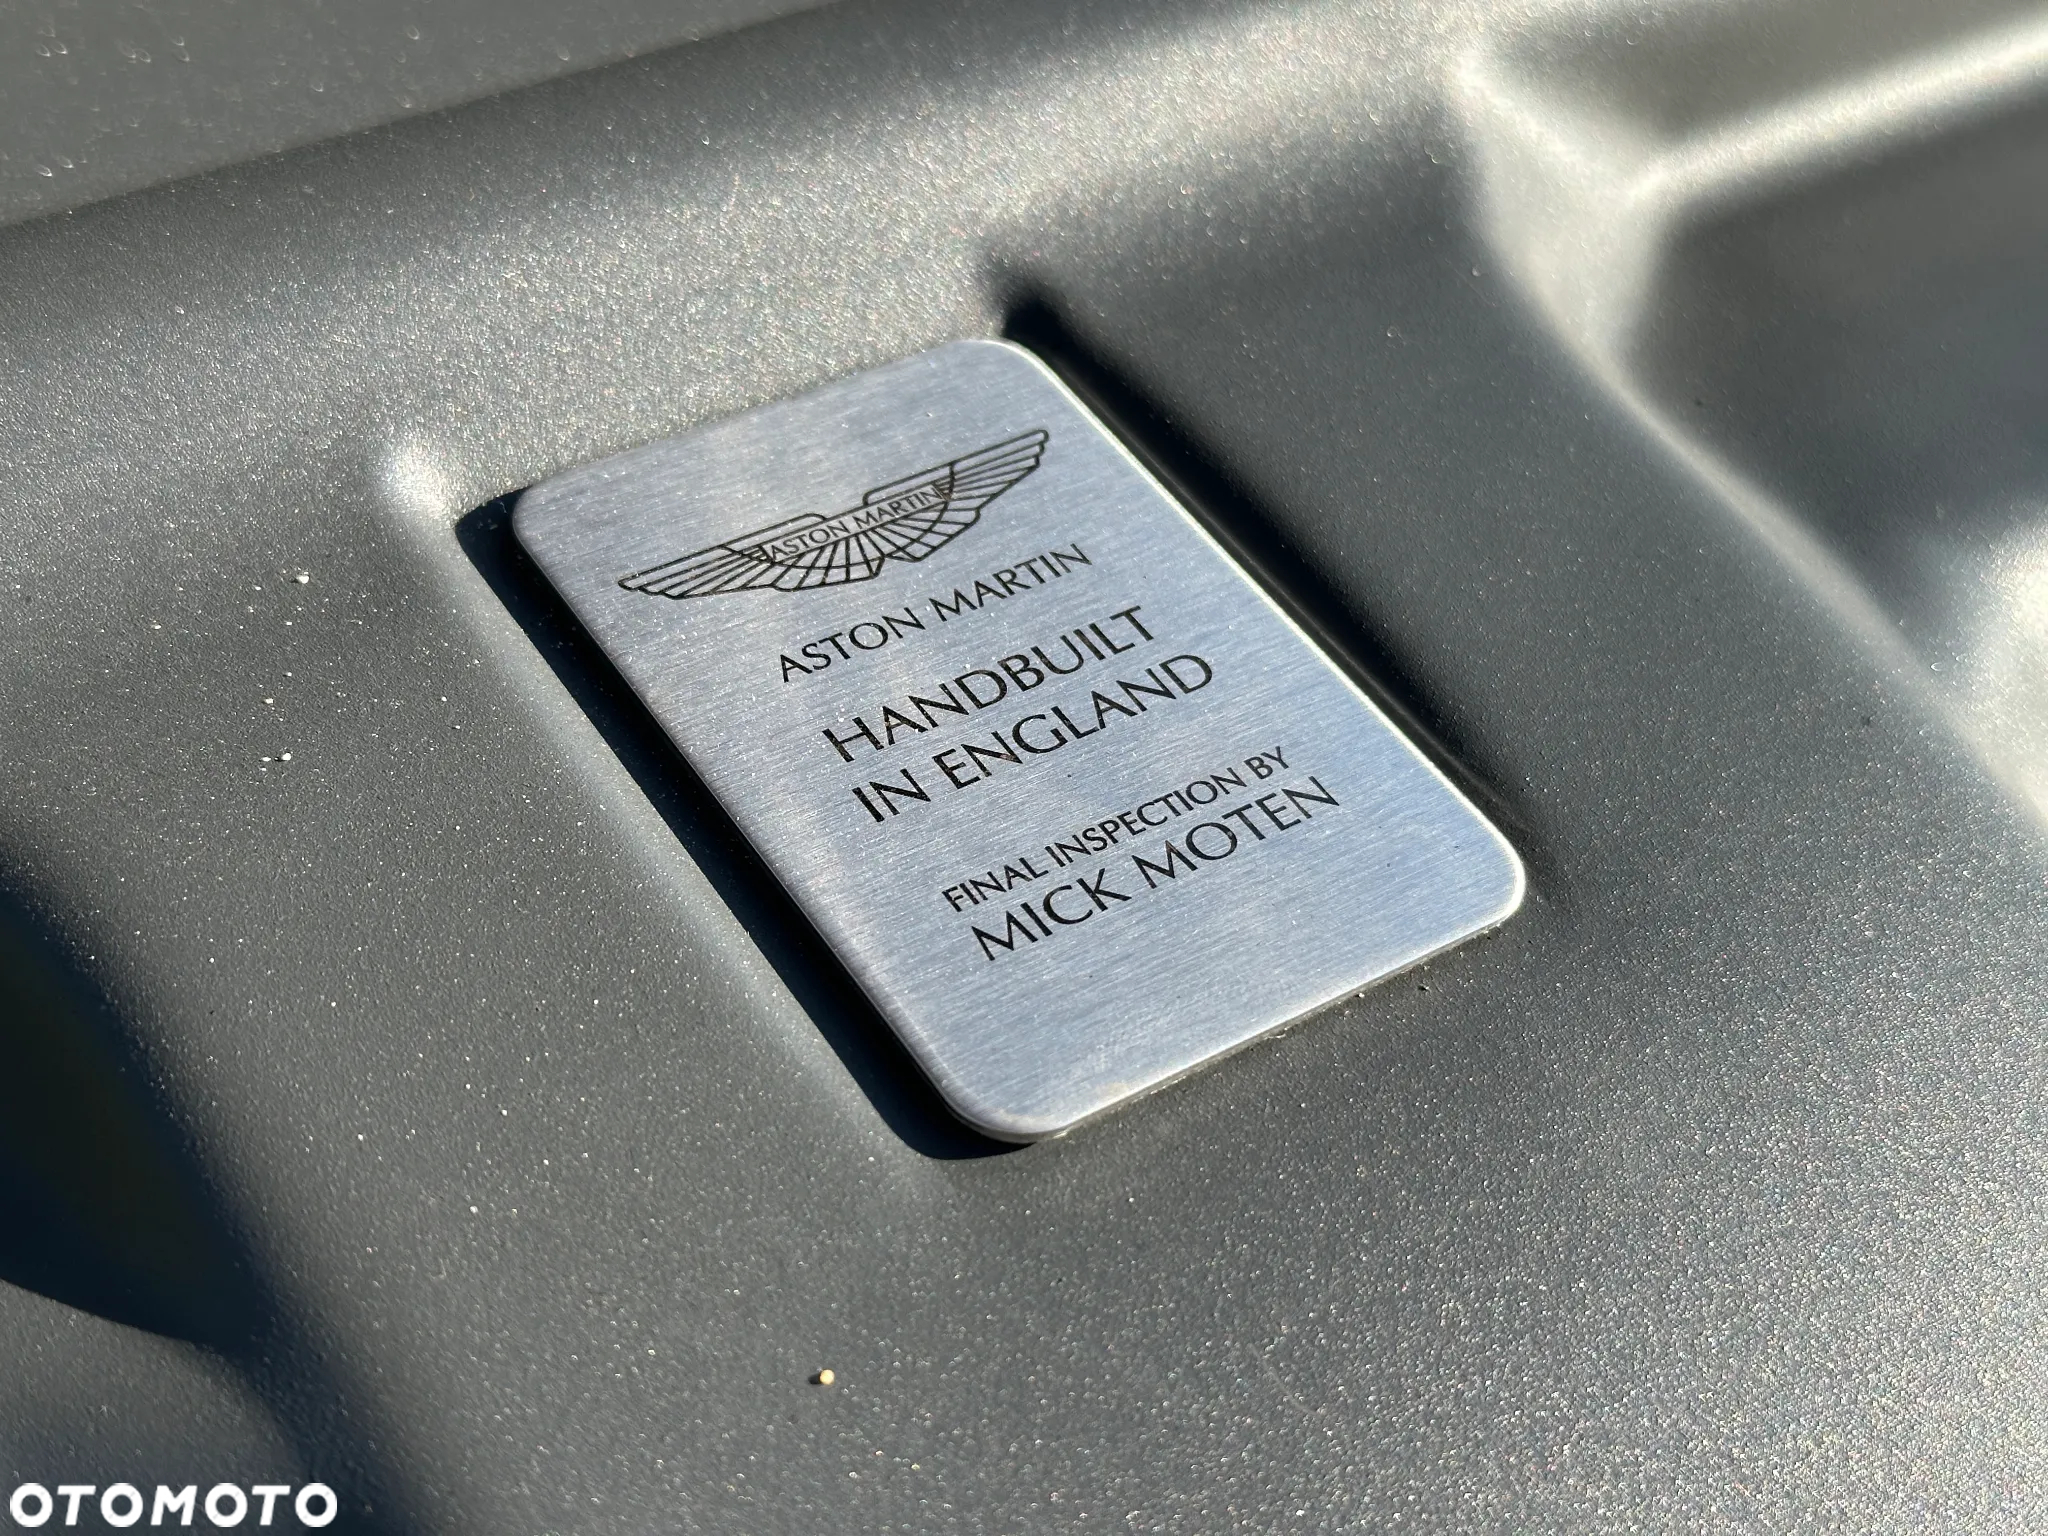 ASTON MARTIN
ASTON MARTIN
HANDBUILT
IN ENGLAND
FINAL INSPECTION BY
MICK MOTEN
OTOMOTO